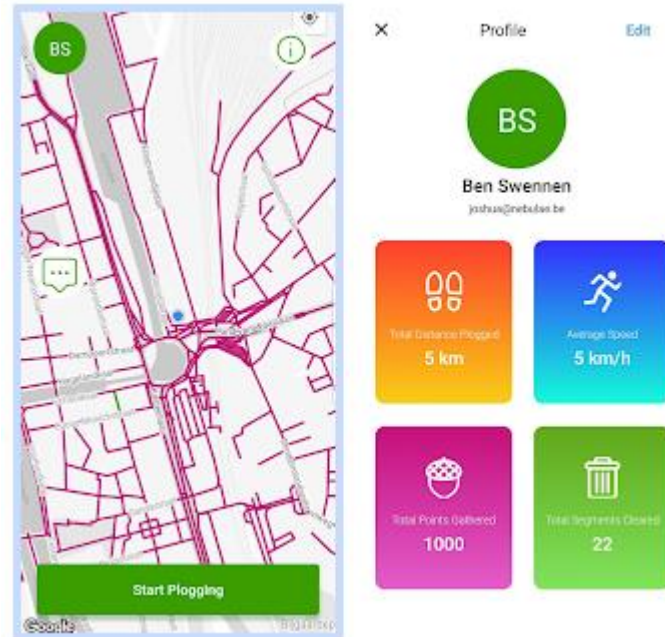 BS
i
Start Plogging
Google
Profile
Edit
BS
Ben Swennen
joshua@nebulae.be
Total Distance Plogged
5 km
Average Speed
5 km/h
Total Points Gathered
1000
Total Segments Cleared
22